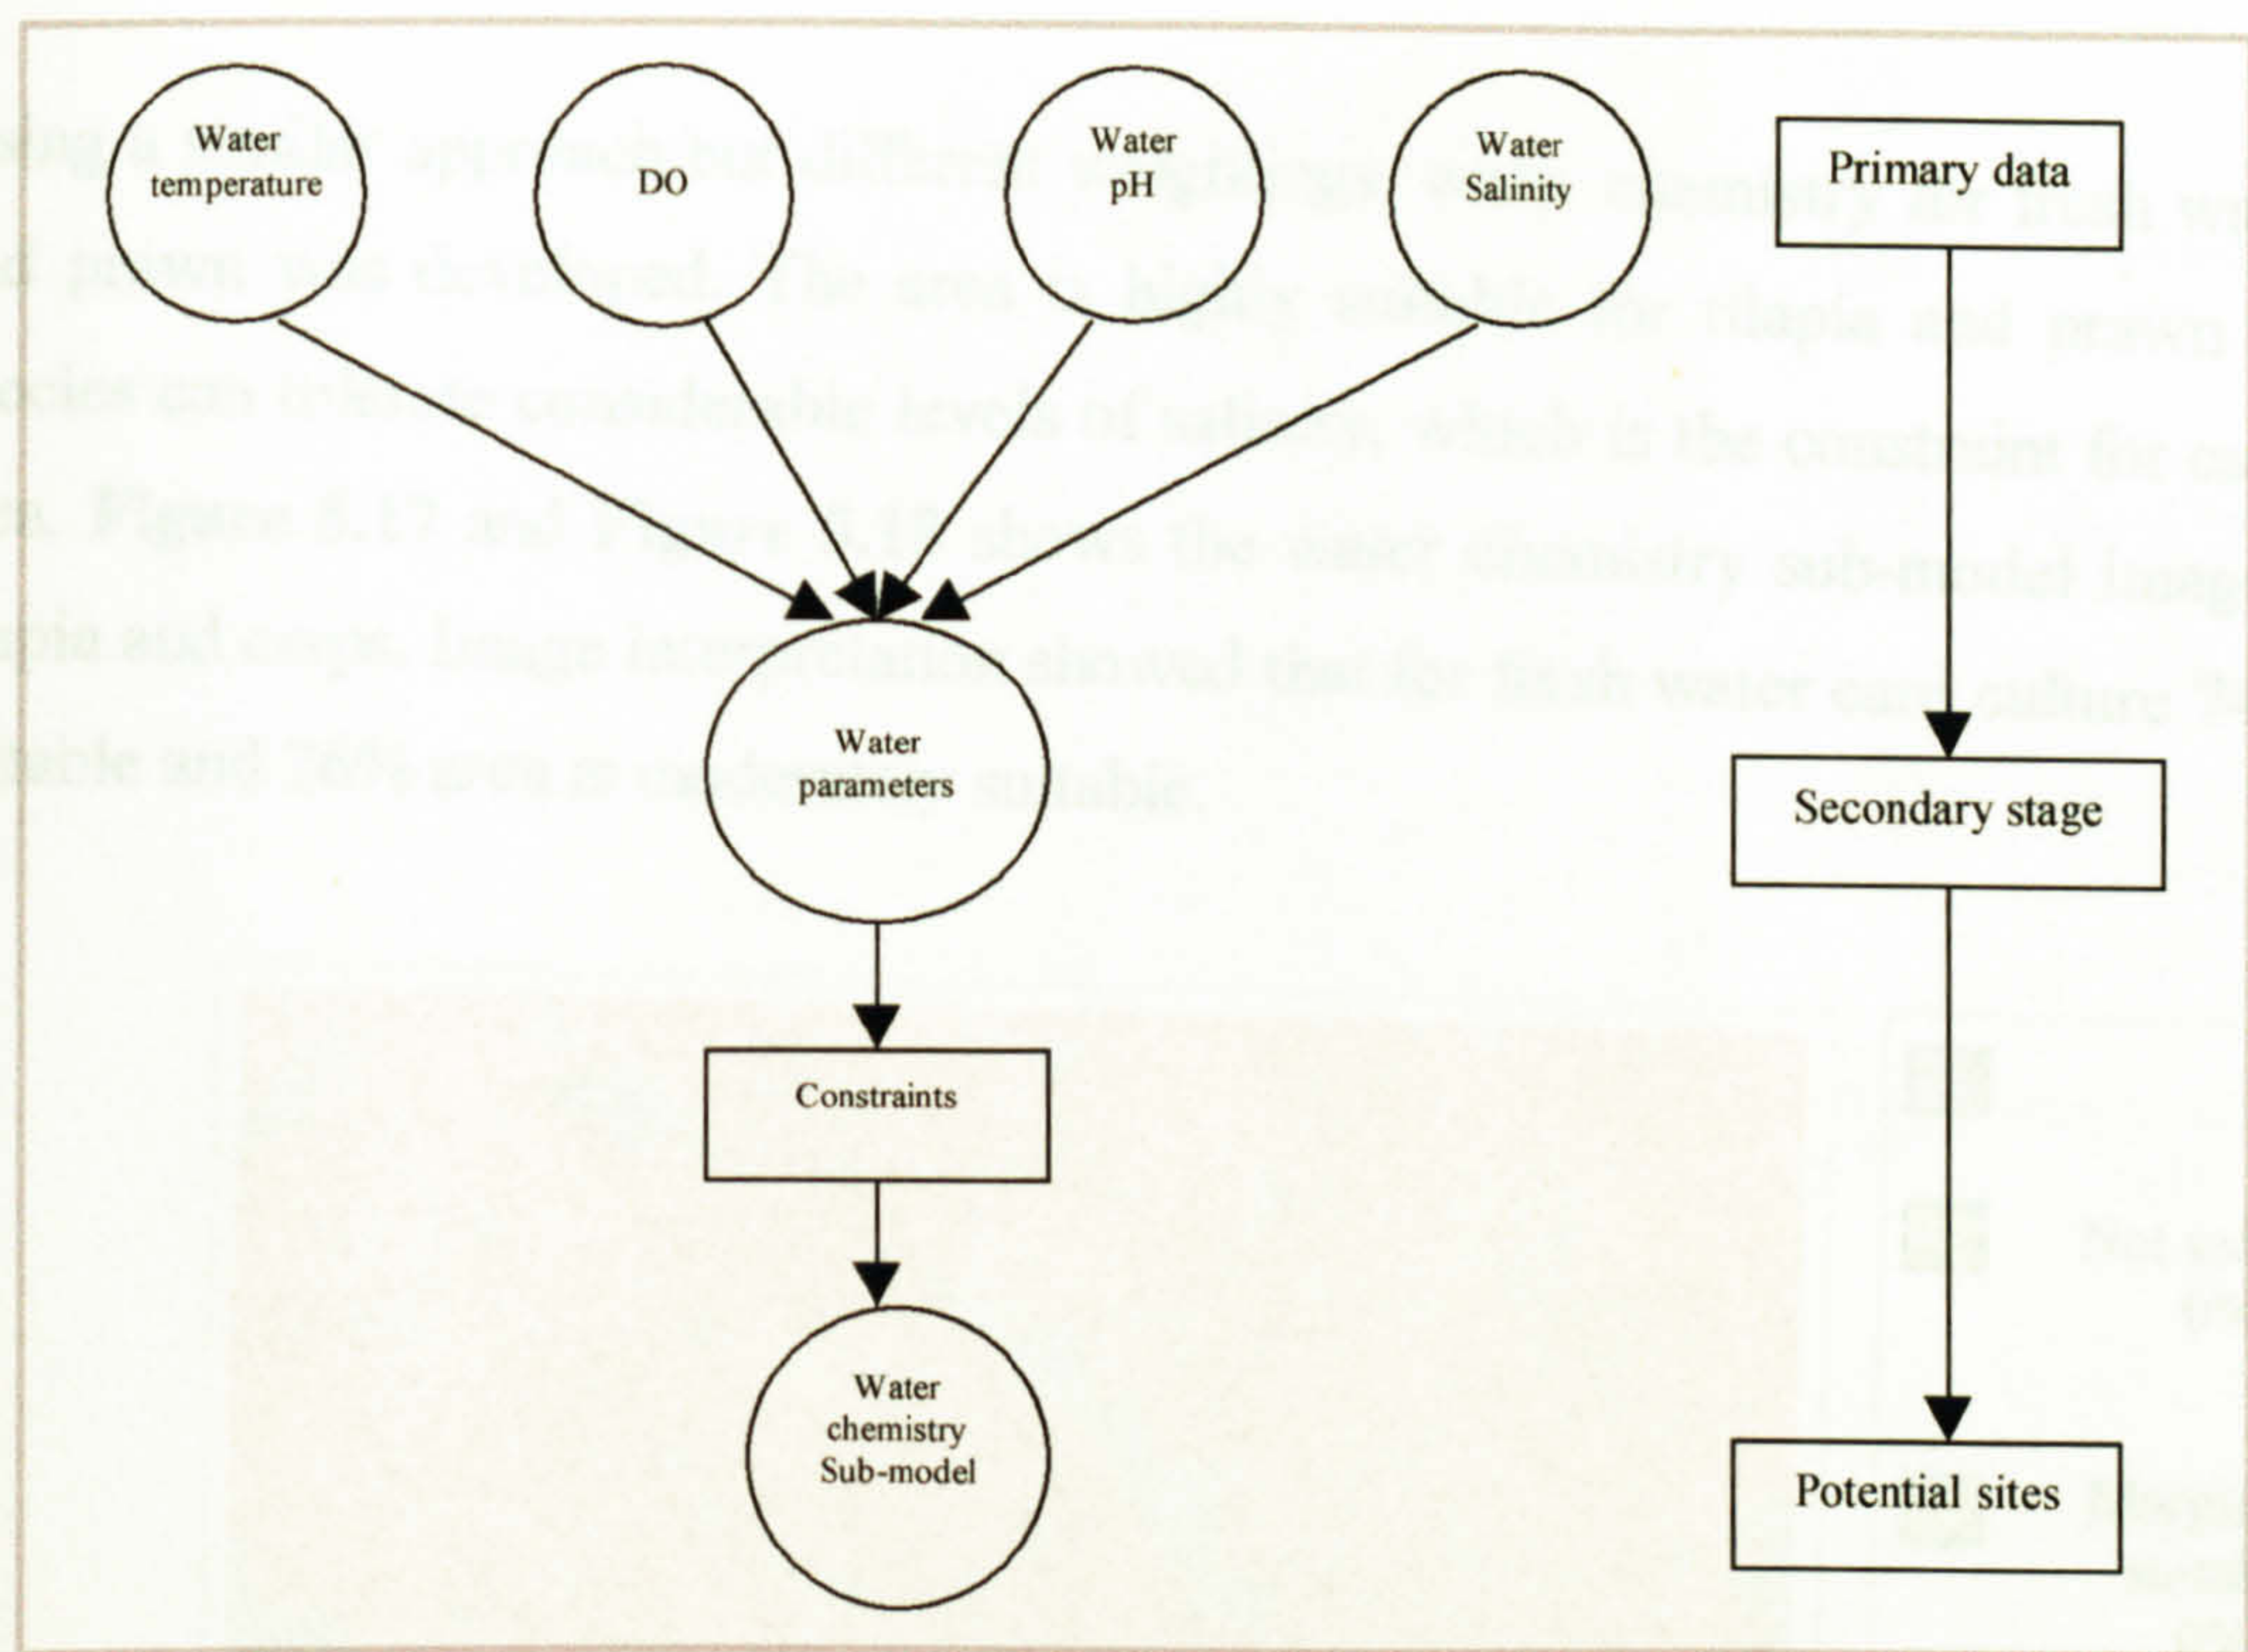 Water
temperature
DO
Water
pH
Water
Salinity
Primary data
Water
parameters
Secondary stage
Constraints
Water
chemistry
Sub-model
Potential sites